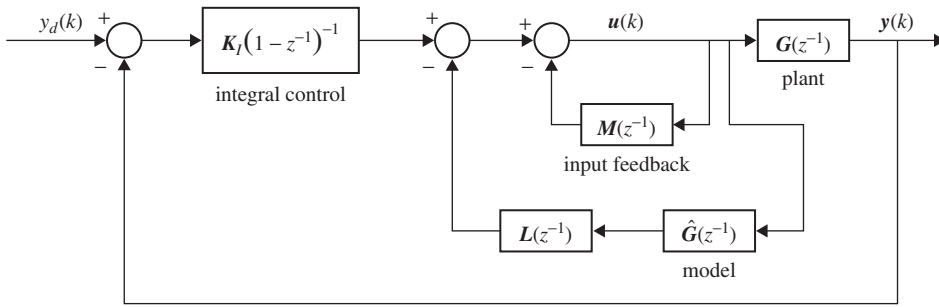 y_d(k)
+
−
K_I(1 – z⁻¹)⁻¹
integral control
+
−
+
−
u(k)
G(z⁻¹)
plant
y(k)
M(z⁻¹)
input feedback
L(z⁻¹)
Ĝ(z⁻¹)
model